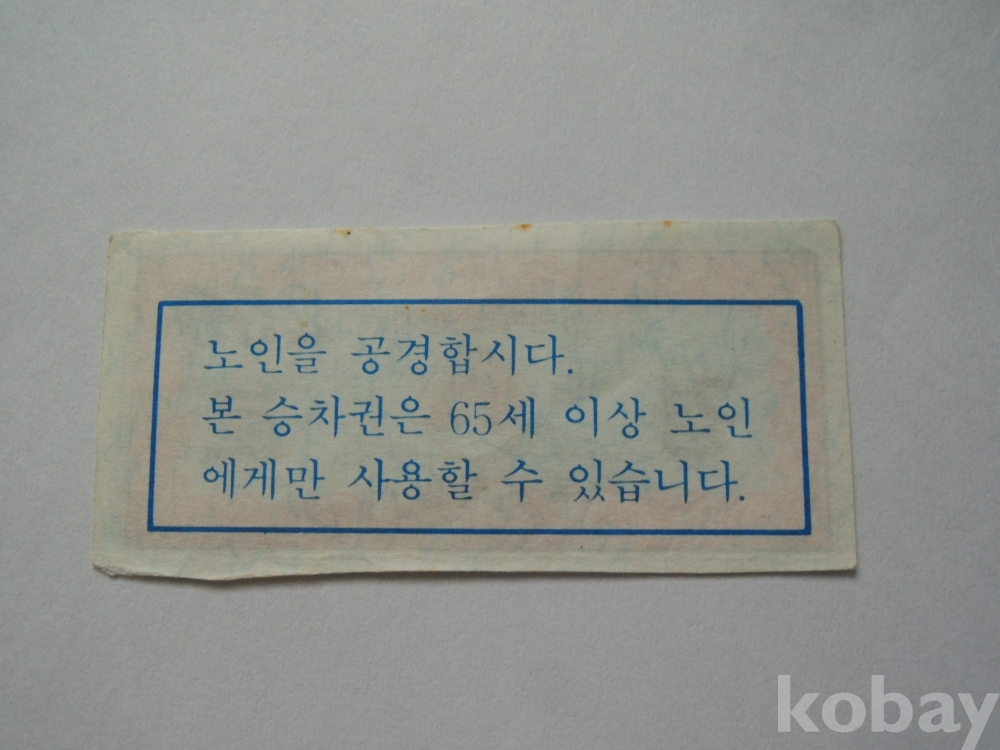 노인을 공경합시다.
본 승차권은 65세 이상 노인
에게만 사용할 수 있습니다.
kobay